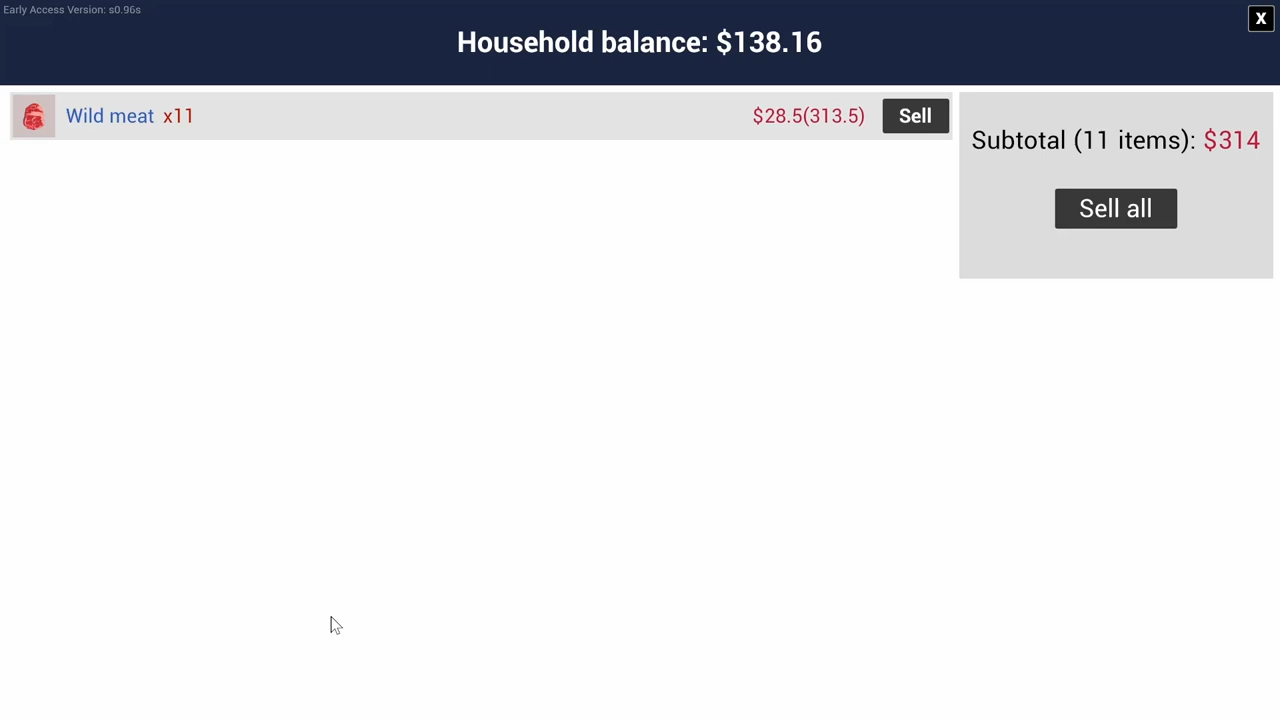 Early Access Version: s0.96s
X
Household balance: $138.16
Wild meat x11 $28.5(313.5) Sell
Subtotal (11 items): $314
Sell all